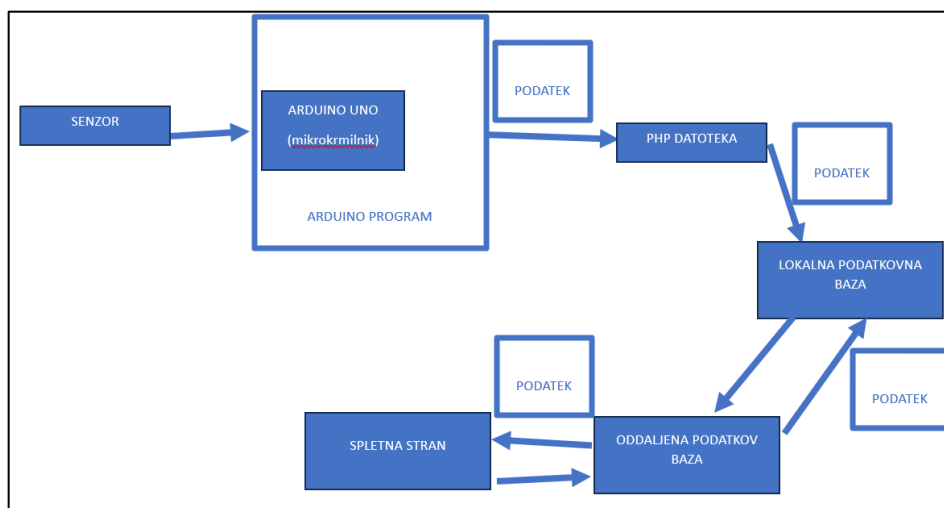 SENZOR
ARDUINO UNO
(mikrokrmilnik)
ARDUINO PROGRAM
PODATEK
PHP DATOTEKA
PODATEK
LOKALNA PODATKOVNA
BAZA
PODATEK
PODATEK
SPLETNA STRAN
ODDALJENA PODATKOV
BAZA